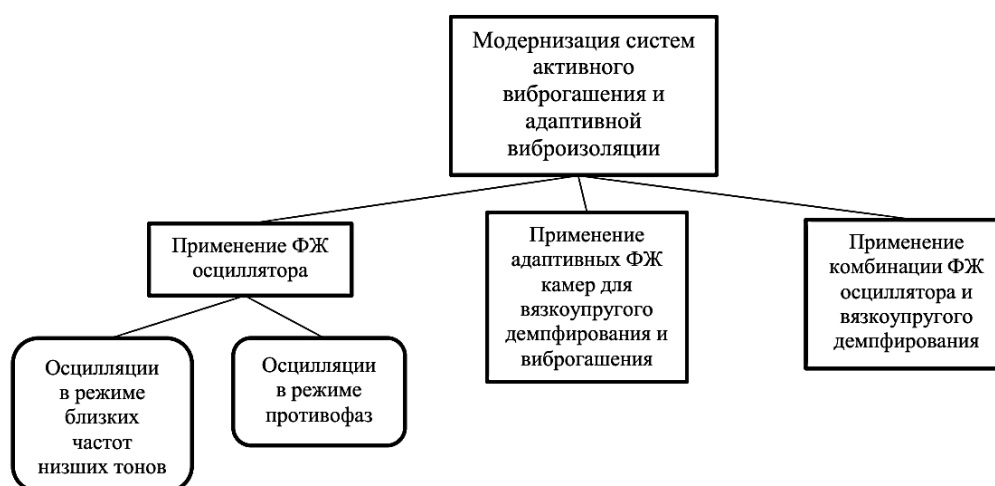 Модернизация систем
активного
виброгашения и
адаптивной
виброизоляции
Применение ФЖ
осциллятора
Применение
адаптивных ФЖ
камер для
вязкоупругого
демпфирования и
виброгашения
Применение
комбинации ФЖ
осциллятора и
вязкоупругого
демпфирования
Осцилляции
в режиме
близких
частот
низших тонов
Осцилляции
в режиме
противофаз